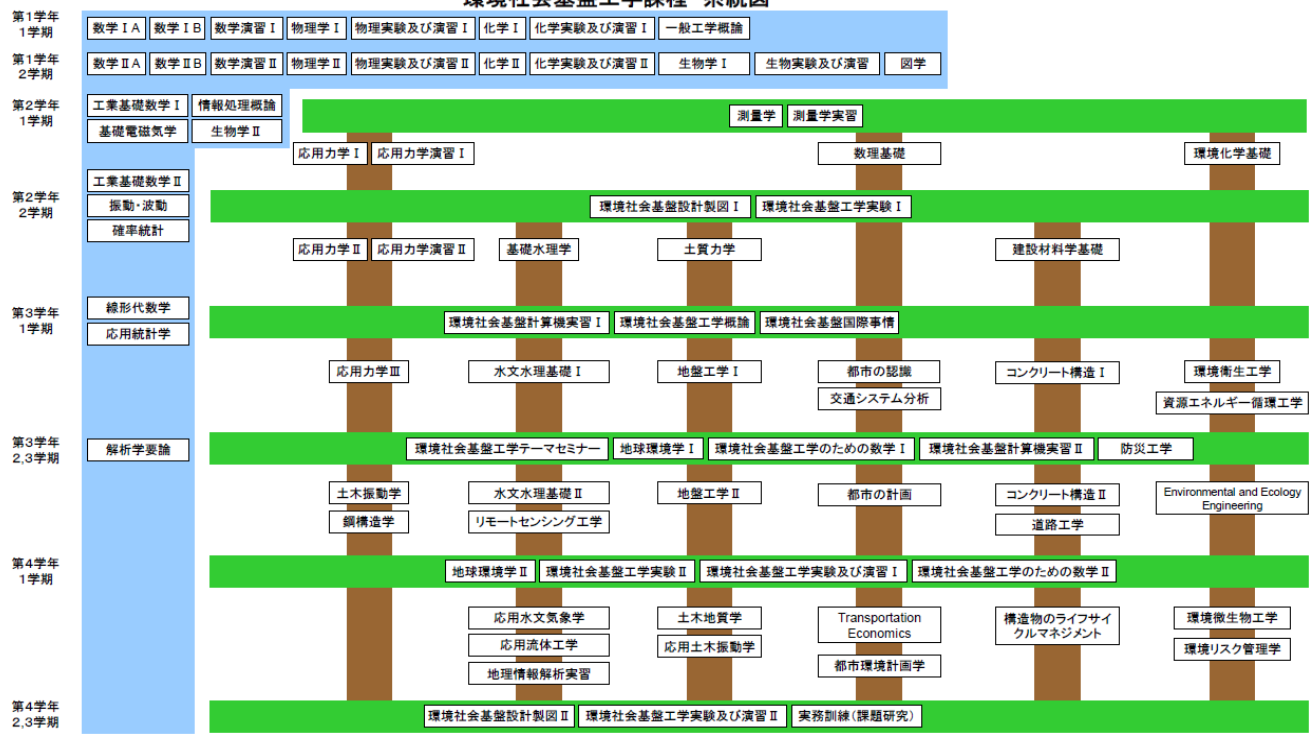 環境社会基盤工学課程 系統図
第1学年
1学期
数学ⅠA 数学ⅠB 数学演習Ⅰ 物理学Ⅰ 物理実験及び演習Ⅰ 化学Ⅰ 化学実験及び演習Ⅰ 一般工学概論
第1学年
2学期
数学ⅡA 数学ⅡB 数学演習Ⅱ 物理学Ⅱ 物理実験及び演習Ⅱ 化学Ⅱ 化学実験及び演習Ⅱ 生物学Ⅰ 生物実験及び演習 図学
第2学年
1学期
工業基礎数学Ⅰ 情報処理概論
基礎電磁気学 生物学Ⅱ
測量学 測量学実習
応用力学Ⅰ 応用力学演習Ⅰ 数理基礎 環境化学基礎
第2学年
2学期
工業基礎数学Ⅱ
振動・波動
確率統計
環境社会基盤設計製図Ⅰ 環境社会基盤工学実験Ⅰ
応用力学Ⅱ 応用力学演習Ⅱ 基礎水理学 土質力学 建設材料学基礎
第3学年
1学期
線形代数学
応用統計学
環境社会基盤計算機実習Ⅰ 環境社会基盤工学概論 環境社会基盤国際事情
応用力学Ⅲ 水文水理基礎Ⅰ 地盤工学Ⅰ 都市の認識 コンクリート構造Ⅰ 環境衛生工学
交通システム分析 資源エネルギー循環工学
第3学年
2,3学期
解析学要論
環境社会基盤工学テーマセミナー 地球環境学Ⅰ 環境社会基盤工学のための数学Ⅰ 環境社会基盤計算機実習Ⅱ 防災工学
土木振動学 水文水理基礎Ⅱ 地盤工学Ⅱ 都市の計画 コンクリート構造Ⅱ
Environmental and Ecology
Engineering
鋼構造学 リモートセンシング工学 道路工学
第4学年
1学期
地球環境学Ⅱ 環境社会基盤工学実験Ⅱ 環境社会基盤工学実験及び演習Ⅰ 環境社会基盤工学のための数学Ⅱ
応用水文気象学 土木地質学
Transportation
Economics
構造物のライフサイ
クルマネジメント
環境微生物工学
応用流体工学 応用土木振動学 環境リスク管理学
地理情報解析実習 都市環境計画学
第4学年
2,3学期
環境社会基盤設計製図Ⅱ 環境社会基盤工学実験及び演習Ⅱ 実務訓練(課題研究)